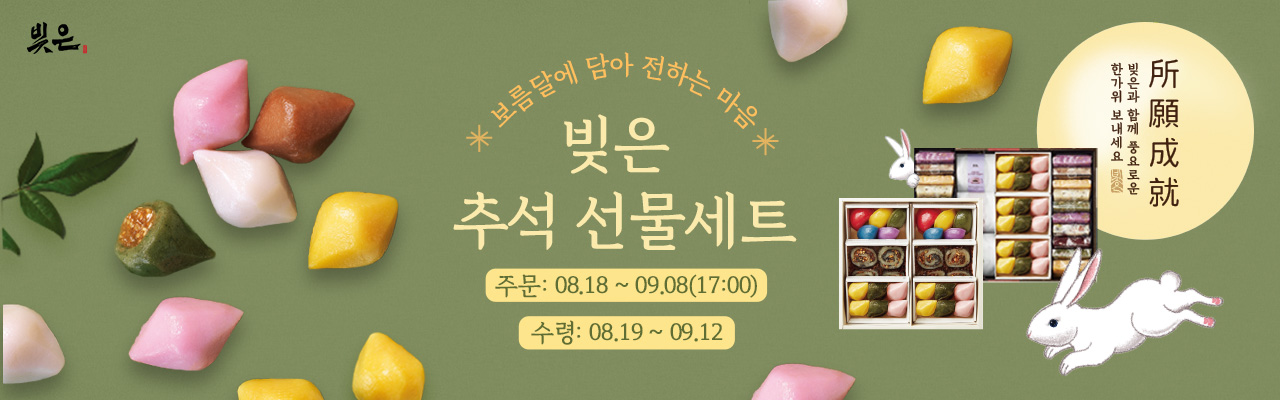 빚은
보름달에 담아 전하는 마음
빚은
추석 선물세트
주문: 08.18 ~ 09.08(17:00)
수령: 08.19 ~ 09.12
所願成就
빚은과 함께 풍요로운
한가위 보내세요